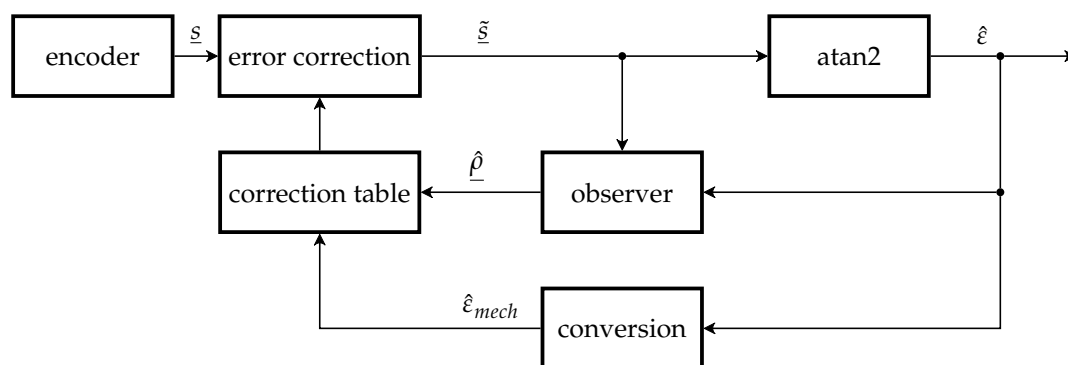 encoder
s
error correction
s̃
atan2
ε̂
correction table
ρ̂
observer
ε̂mech
conversion